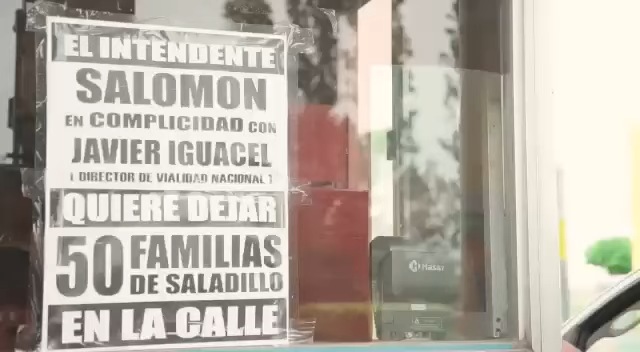 EL INTENDENTE
SALOMON
EN COMPLICIDAD CON
JAVIER IGUACEL
( DIRECTOR DE VIALIDAD NACIONAL )
QUIERE DEJAR
50 FAMILIAS
DE SALADILLO
EN LA CALLE
Hasar